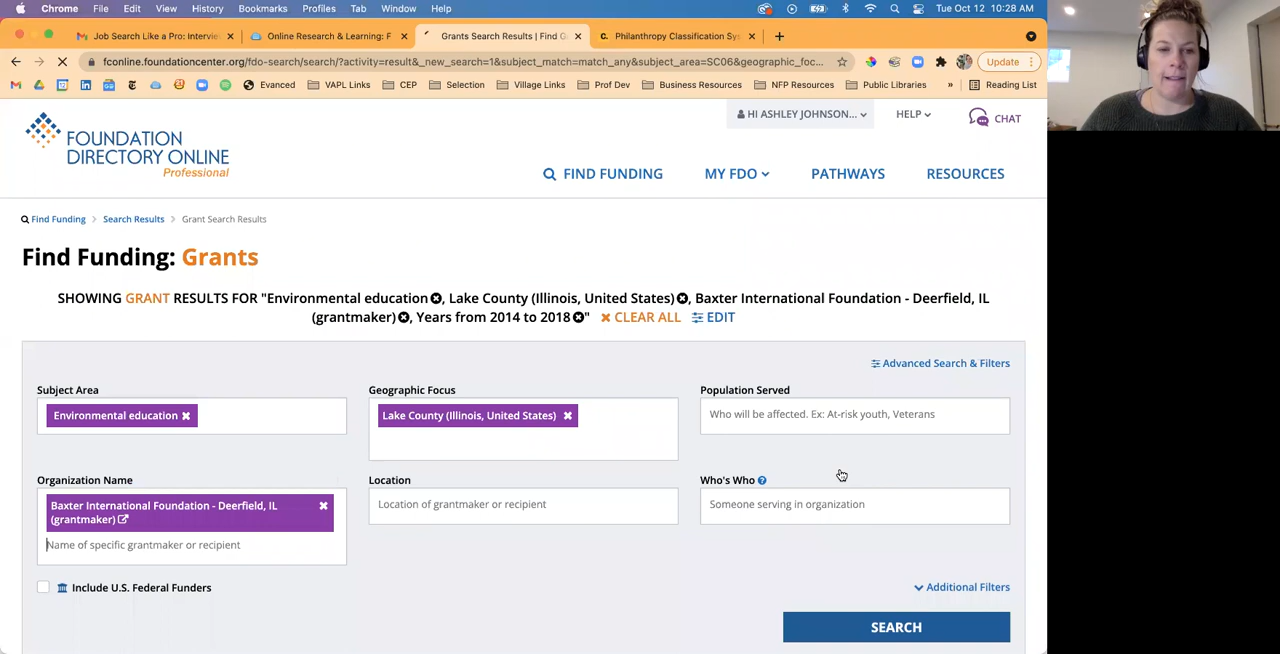 Chrome File Edit View History Bookmarks Profiles Tab Window Help Tue Oct 12 10:28 AM
Job Search Like a Pro: Intervie Online Research & Learning: F Grants Search Results | Find G C. Philanthropy Classification Sys
fconline.foundationcenter.org/fdo-search/search/?activity=result&_new_search=1&subject_match=match_any&subject_area=SC06&geographic_foc... Update
Evanced VAPL Links CEP Selection Village Links Prof Dev Business Resources NFP Resources Public Libraries » Reading List
HI ASHLEY JOHNSON... HELP CHAT
FOUNDATION
DIRECTORY ONLINE
Professional
FIND FUNDING MY FDO PATHWAYS RESOURCES
Find Funding > Search Results > Grant Search Results
Find Funding: Grants
SHOWING GRANT RESULTS FOR "Environmental education, Lake County (Illinois, United States), Baxter International Foundation - Deerfield, IL
(grantmaker), Years from 2014 to 2018" CLEAR ALL EDIT
Advanced Search & Filters
Subject Area Geographic Focus Population Served
Environmental education Lake County (Illinois, United States) Who will be affected. Ex: At-risk youth, Veterans
Organization Name Location Who's Who ?
Baxter International Foundation - Deerfield, IL
(grantmaker)
Location of grantmaker or recipient Someone serving in organization
Name of specific grantmaker or recipient
Include U.S. Federal Funders Additional Filters
SEARCH